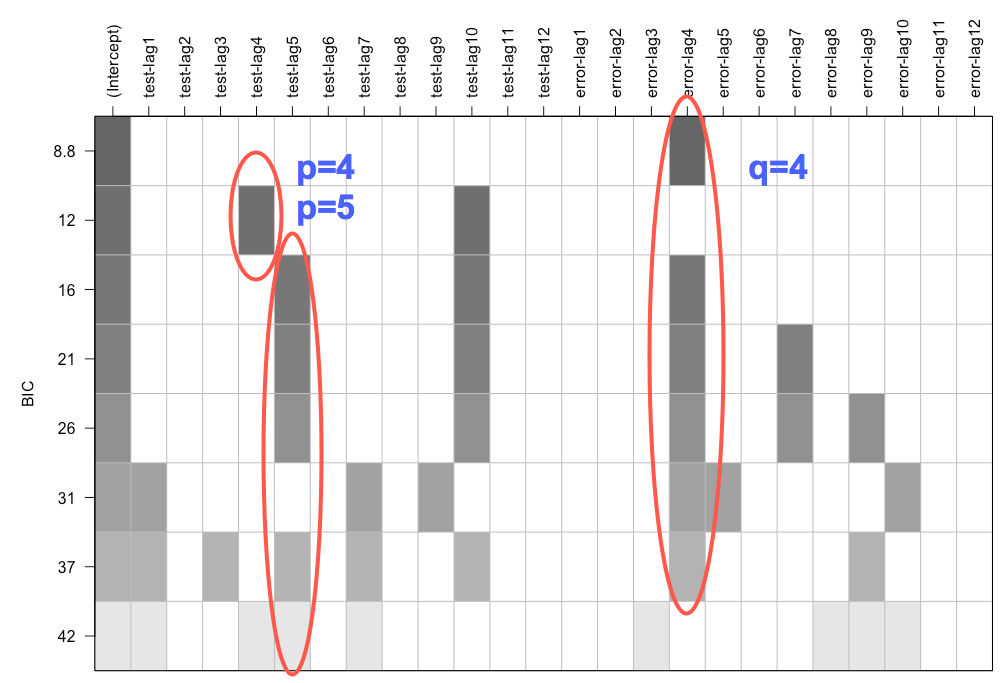 (Intercept)
test-lag1
test-lag2
test-lag3
test-lag4
test-lag5
test-lag6
test-lag7
test-lag8
test-lag9
test-lag10
test-lag11
test-lag12
error-lag1
error-lag2
error-lag3
error-lag4
error-lag5
error-lag6
error-lag7
error-lag8
error-lag9
error-lag10
error-lag11
error-lag12
8.8
p=4
q=4
p=5
12
16
21
BIC
26
31
37
42